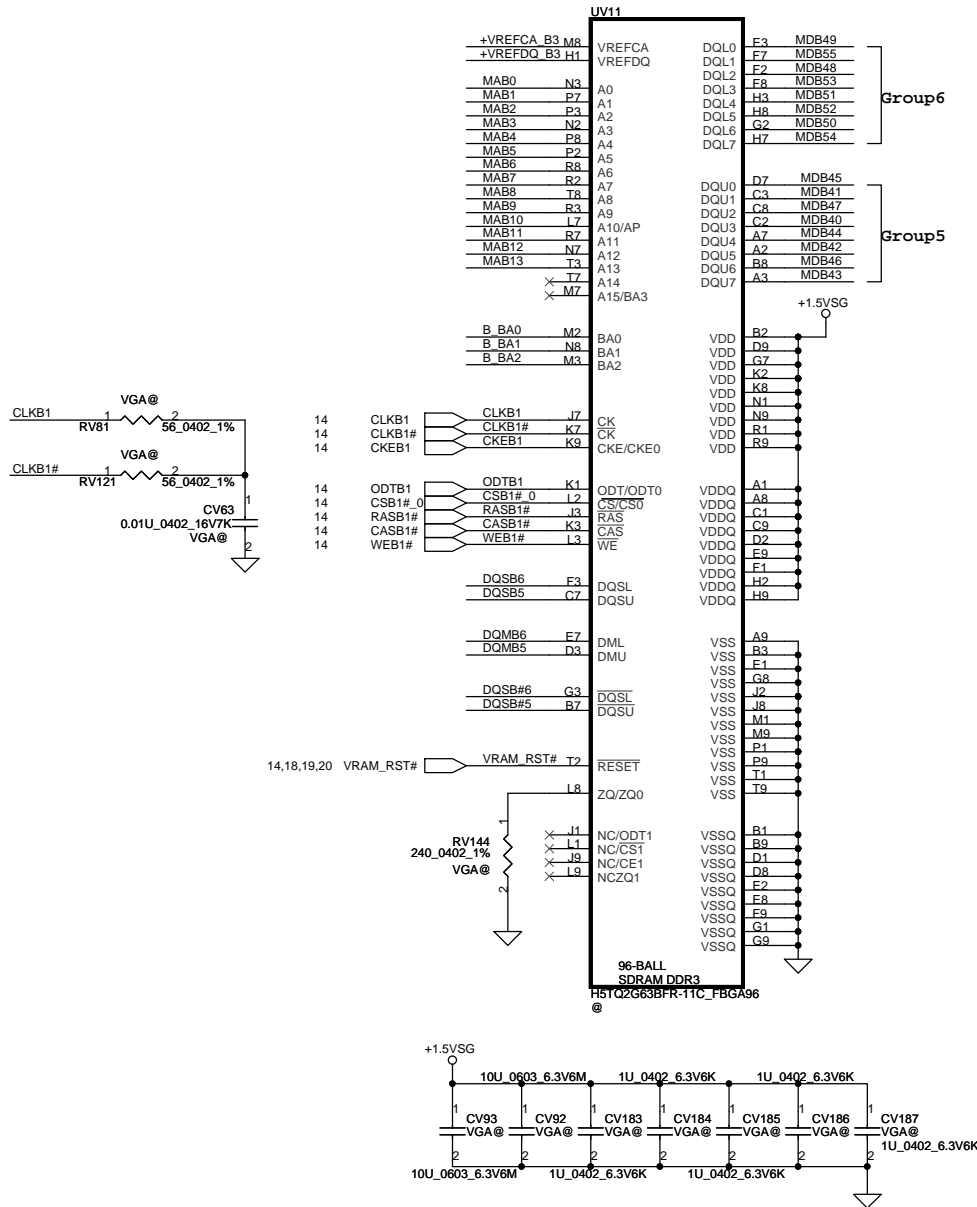 UV11
+VREFCA_B3 M8 VREFCA DQL0 E3 MDB49
+VREFDQ_B3 H1 VREFDQ DQL1 F7 MDB55
DQL2 F2 MDB48
MAB0 N3 A0 DQL3 F8 MDB53
MAB1 P7 A1 DQL4 H3 MDB51
MAB2 P3 A2 DQL5 H8 MDB52
MAB3 N2 A3 DQL6 G2 MDB50
MAB4 P8 A4 DQL7 H7 MDB54
Group6
MAB5 P2 A5
MAB6 R8 A6
MAB7 R2 A7 DQU0 D7 MDB45
MAB8 T8 A8 DQU1 C3 MDB41
MAB9 R3 A9 DQU2 C8 MDB47
MAB10 L7 A10/AP DQU3 C2 MDB40
MAB11 R7 A11 DQU4 A7 MDB44
MAB12 N7 A12 DQU5 A2 MDB42
MAB13 T3 A13 DQU6 B8 MDB46
T7 A14 DQU7 A3 MDB43
Group5
M7 A15/BA3
+1.5VSG
B_BA0 M2 BA0 VDD B2
B_BA1 N8 BA1 VDD D9
B_BA2 M3 BA2 VDD G7
VDD K2
VDD K8
VDD N1
14 CLKB1 CLKB1 J7 CK VDD N9
14 CLKB1# CLKB1# K7 CK VDD R1
14 CKEB1 CKEB1 K9 CKE/CKE0 VDD R9
CLKB1 1 VGA@ 2
RV81 56_0402_1%
CLKB1# 1 VGA@ 2
RV121 56_0402_1%
1
CV63
0.01U_0402_16V7K
VGA@
2
14 ODTB1 ODTB1 K1 ODT/ODT0 VDDQ A1
14 CSB1#_0 CSB1#_0 L2 CS/CS0 VDDQ A8
14 RASB1# RASB1# J3 RAS VDDQ C1
14 CASB1# CASB1# K3 CAS VDDQ C9
14 WEB1# WEB1# L3 WE VDDQ D2
VDDQ E9
VDDQ F1
DQSB6 F3 DQSL VDDQ H2
DQSB5 C7 DQSU VDDQ H9
DQMB6 E7 DML VSS A9
DQMB5 D3 DMU VSS B3
VSS E1
VSS G8
DQSB#6 G3 DQSL VSS J2
DQSB#5 B7 DQSU VSS J8
VSS M1
VSS M9
VSS P1
14,18,19,20 VRAM_RST# VRAM_RST# T2 RESET VSS P9
VSS T1
L8 ZQ/ZQ0 VSS T9
1
RV144
240_0402_1%
VGA@
2
J1 NC/ODT1 VSSQ B1
L1 NC/CS1 VSSQ B9
J9 NC/CE1 VSSQ D1
L9 NCZQ1 VSSQ D8
VSSQ E2
VSSQ E8
VSSQ F9
VSSQ G1
VSSQ G9
96-BALL
SDRAM DDR3
H5TQ2G63BFR-11C_FBGA96
@
+1.5VSG
10U_0603_6.3V6M 1U_0402_6.3V6K 1U_0402_6.3V6K
1 1 1 1 1 1 1
CV93 CV92 CV183 CV184 CV185 CV186 CV187
VGA@ VGA@ VGA@ VGA@ VGA@ VGA@ VGA@
1U_0402_6.3V6K
2 2 2 2 2 2 2
10U_0603_6.3V6M 1U_0402_6.3V6K 1U_0402_6.3V6K